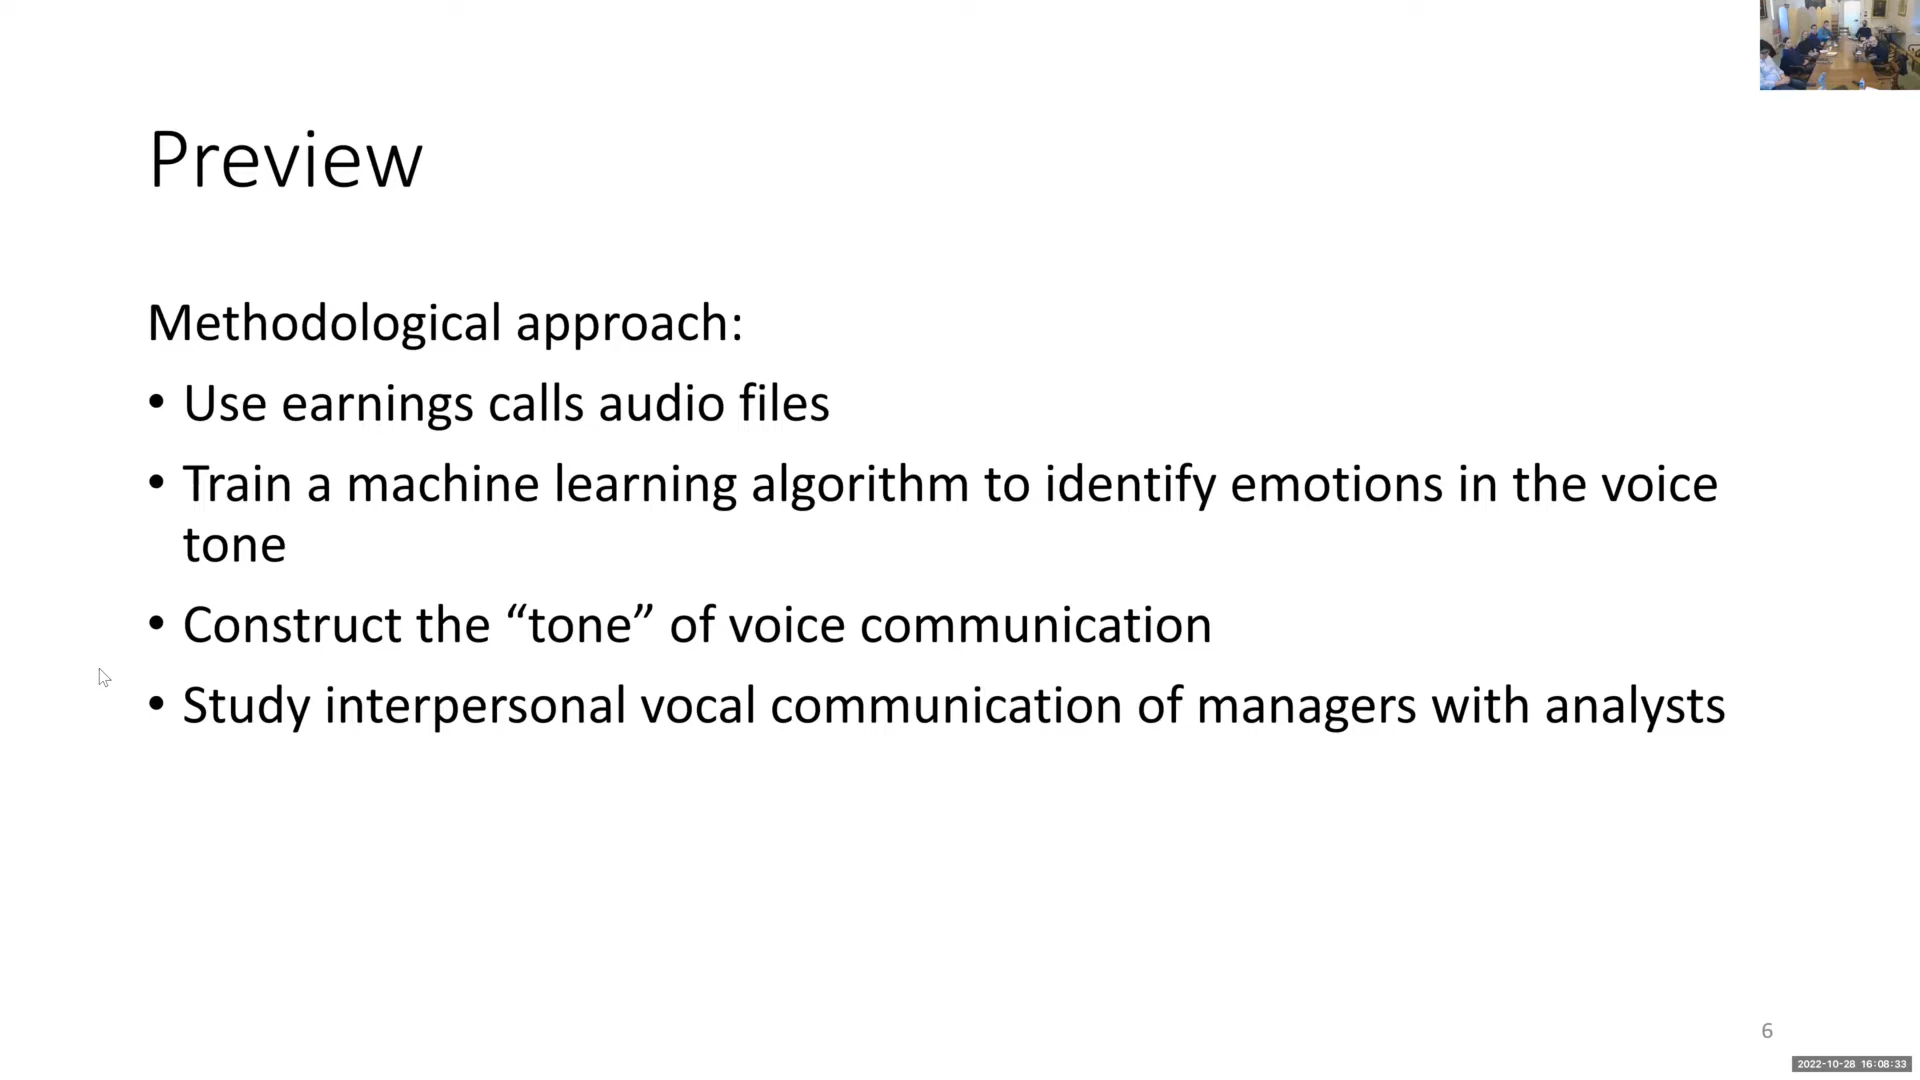 Preview
Methodological approach:
• Use earnings calls audio files
• Train a machine learning algorithm to identify emotions in the voice
tone
• Construct the “tone” of voice communication
• Study interpersonal vocal communication of managers with analysts
6
2022-10-28 16:08:33